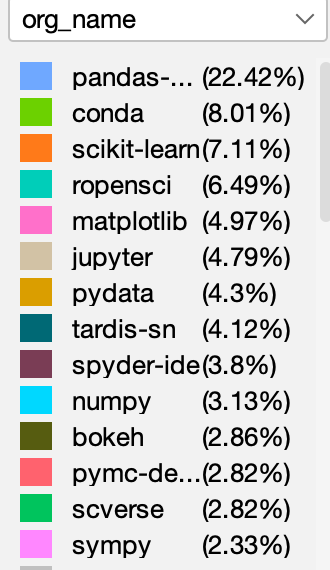 org_name
pandas-... (22.42%)
conda (8.01%)
scikit-learn(7.11%)
ropensci (6.49%)
matplotlib (4.97%)
jupyter (4.79%)
pydata (4.3%)
tardis-sn (4.12%)
spyder-ide(3.8%)
numpy (3.13%)
bokeh (2.86%)
pymc-de...(2.82%)
scverse (2.82%)
sympy (2.33%)